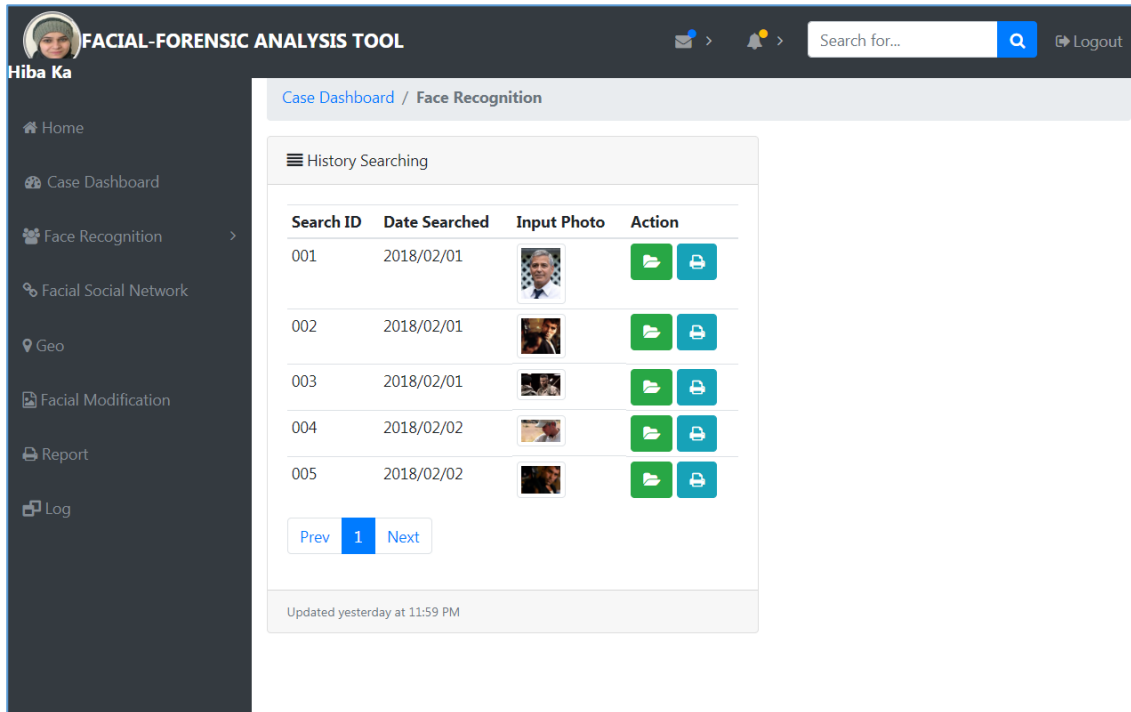 FACIAL-FORENSIC ANALYSIS TOOL
Search for...
Logout
Hiba Ka
Case Dashboard / Face Recognition
Home
Case Dashboard
Face Recognition
Facial Social Network
Geo
Facial Modification
Report
Log
History Searching
Search ID Date Searched Input Photo Action
001 2018/02/01
002 2018/02/01
003 2018/02/01
004 2018/02/02
005 2018/02/02
Prev 1 Next
Updated yesterday at 11:59 PM